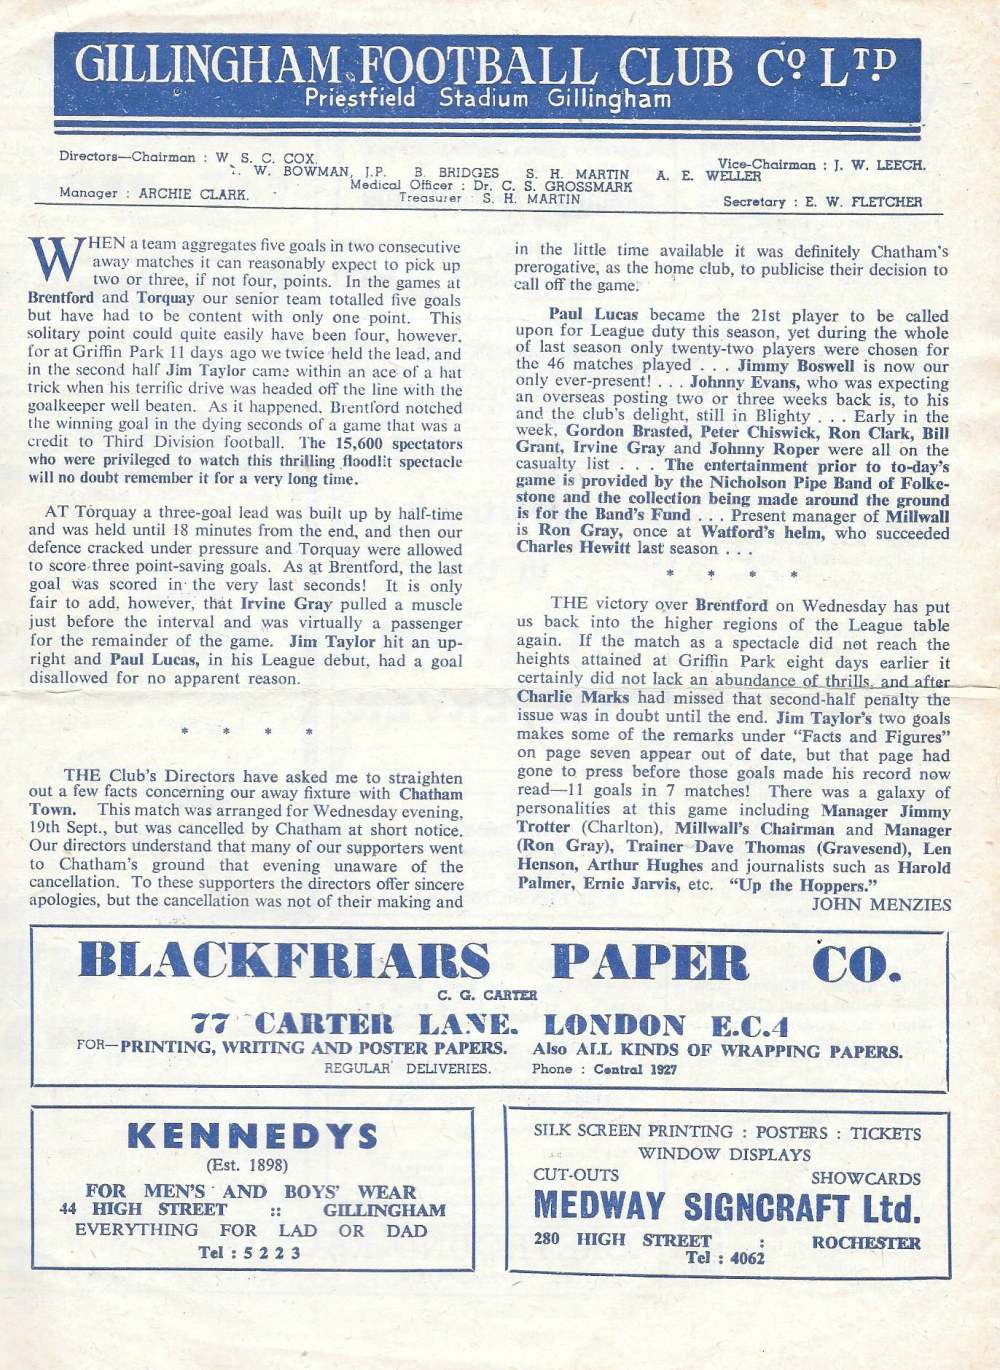 GILLINGHAM FOOTBALL CLUB Co LTD
Priestfield Stadium Gillingham
Directors—Chairman : W. S. C. COX. Vice-Chairman : J. W. LEECH.
W. BOWMAN, J.P. B. BRIDGES S. H. MARTIN A. E. WELLER
Medical Officer : Dr. C. S. GROSSMARK
Manager : ARCHIE CLARK. Treasurer S. H. MARTIN Secretary : E. W. FLETCHER
WHEN a team aggregates five goals in two consecutive
away matches it can reasonably expect to pick up
two or three, if not four, points. In the games at
Brentford and Torquay our senior team totalled five goals
but have had to be content with only one point. This
solitary point could quite easily have been four, however,
for at Griffin Park 11 days ago we twice held the lead, and
in the second half Jim Taylor came within an ace of a hat
trick when his terrific drive was headed off the line with the
goalkeeper well beaten. As it happened, Brentford notched
the winning goal in the dying seconds of a game that was a
credit to Third Division football. The 15,600 spectators
who were privileged to watch this thrilling floodlit spectacle
will no doubt remember it for a very long time.
AT Torquay a three-goal lead was built up by half-time
and was held until 18 minutes from the end, and then our
defence cracked under pressure and Torquay were allowed
to score three point-saving goals. As at Brentford, the last
goal was scored in the very last seconds! It is only
fair to add, however, that Irvine Gray pulled a muscle
just before the interval and was virtually a passenger
for the remainder of the game. Jim Taylor hit an up-
right and Paul Lucas, in his League debut, had a goal
disallowed for no apparent reason.
* * * *
THE Club's Directors have asked me to straighten
out a few facts concerning our away fixture with Chatham
Town. This match was arranged for Wednesday evening,
19th Sept., but was cancelled by Chatham at short notice.
Our directors understand that many of our supporters went
to Chatham's ground that evening unaware of the
cancellation. To these supporters the directors offer sincere
apologies, but the cancellation was not of their making and
in the little time available it was definitely Chatham's
prerogative, as the home club, to publicise their decision to
call off the game.
Paul Lucas became the 21st player to be called
upon for League duty this season, yet during the whole
of last season only twenty-two players were chosen for
the 46 matches played . . . Jimmy Boswell is now our
only ever-present! . . . Johnny Evans, who was expecting
an overseas posting two or three weeks back is, to his
and the club's delight, still in Blighty . . . Early in the
week, Gordon Brasted, Peter Chiswick, Ron Clark, Bill
Grant, Irvine Gray and Johnny Roper were all on the
casualty list . . . The entertainment prior to to-day's
game is provided by the Nicholson Pipe Band of Folke-
stone and the collection being made around the ground
is for the Band's Fund . . . Present manager of Millwall
is Ron Gray, once at Watford's helm, who succeeded
Charles Hewitt last season . . .
* * * *
THE victory over Brentford on Wednesday has put
us back into the higher regions of the League table
again. If the match as a spectacle did not reach the
heights attained at Griffin Park eight days earlier it
certainly did not lack an abundance of thrills, and after
Charlie Marks had missed that second-half penalty the
issue was in doubt until the end. Jim Taylor's two goals
makes some of the remarks under "Facts and Figures"
on page seven appear out of date, but that page had
gone to press before those goals made his record now
read—11 goals in 7 matches! There was a galaxy of
personalities at this game including Manager Jimmy
Trotter (Charlton), Millwall's Chairman and Manager
(Ron Gray), Trainer Dave Thomas (Gravesend), Len
Henson, Arthur Hughes and journalists such as Harold
Palmer, Ernie Jarvis, etc. "Up the Hoppers."
JOHN MENZIES
BLACKFRIARS PAPER CO.
C. G. CARTER
77 CARTER LANE. LONDON E.C.4
FOR—PRINTING, WRITING AND POSTER PAPERS. Also ALL KINDS OF WRAPPING PAPERS.
REGULAR DELIVERIES. Phone : Central 1927
KENNEDYS
(Est. 1898)
FOR MEN'S AND BOYS' WEAR
44 HIGH STREET :: GILLINGHAM
EVERYTHING FOR LAD OR DAD
Tel : 5 2 2 3
SILK SCREEN PRINTING : POSTERS : TICKETS
WINDOW DISPLAYS
CUT-OUTS SHOWCARDS
MEDWAY SIGNCRAFT Ltd.
280 HIGH STREET : ROCHESTER
Tel : 4062